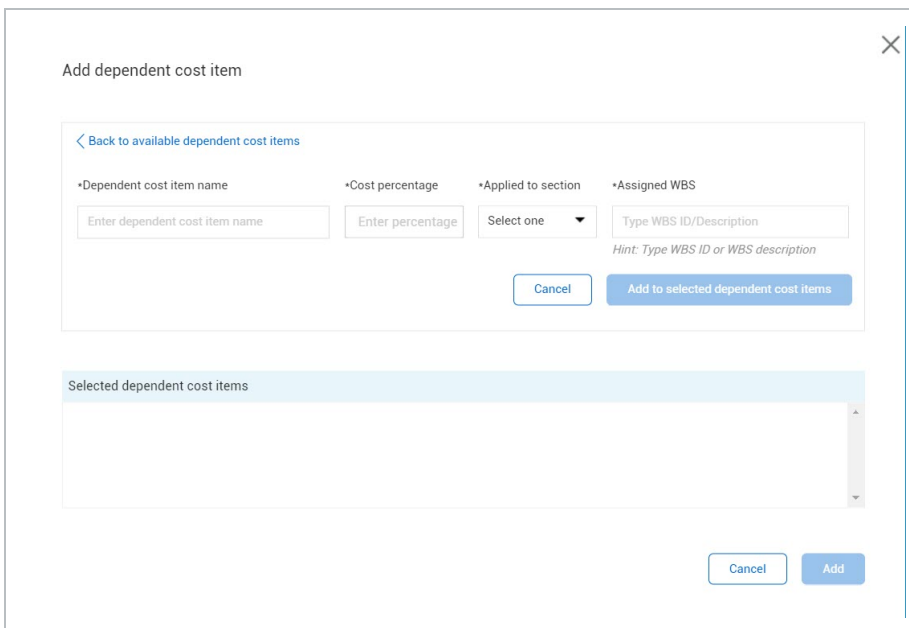 Add dependent cost item
Back to available dependent cost items
*Dependent cost item name *Cost percentage *Applied to section *Assigned WBS
Enter dependent cost item name Enter percentage Select one Type WBS ID/Description
Hint: Type WBS ID or WBS description
Cancel Add to selected dependent cost items
Selected dependent cost items
Cancel Add